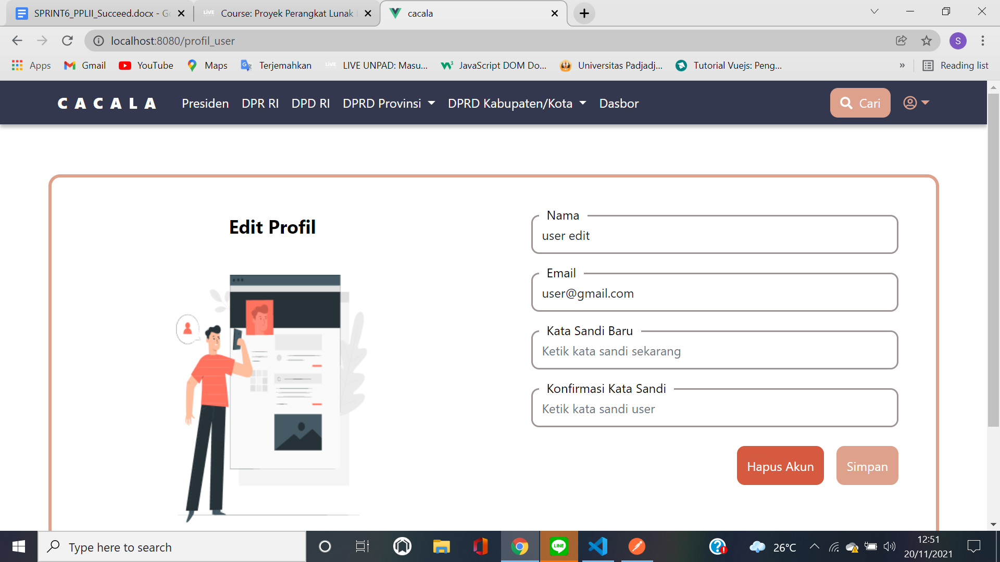 SPRINT6_PPLII_Succeed.docx - Go
LiVE Course: Proyek Perangkat Lunak
cacala
localhost:8080/profil_user
S
Apps
Gmail
YouTube
Maps
Terjemahkan
LiVE LIVE UNPAD: Masu...
JavaScript DOM Do...
Universitas Padjadj...
Tutorial Vuejs: Peng...
»
Reading list
CACALA
Presiden
DPR RI
DPD RI
DPRD Provinsi
DPRD Kabupaten/Kota
Dasbor
Cari
Edit Profil
Nama
user edit
Email
user@gmail.com
Kata Sandi Baru
Ketik kata sandi sekarang
Konfirmasi Kata Sandi
Ketik kata sandi user
Hapus Akun
Simpan
Type here to search
LINE
26°C
12:51
20/11/2021